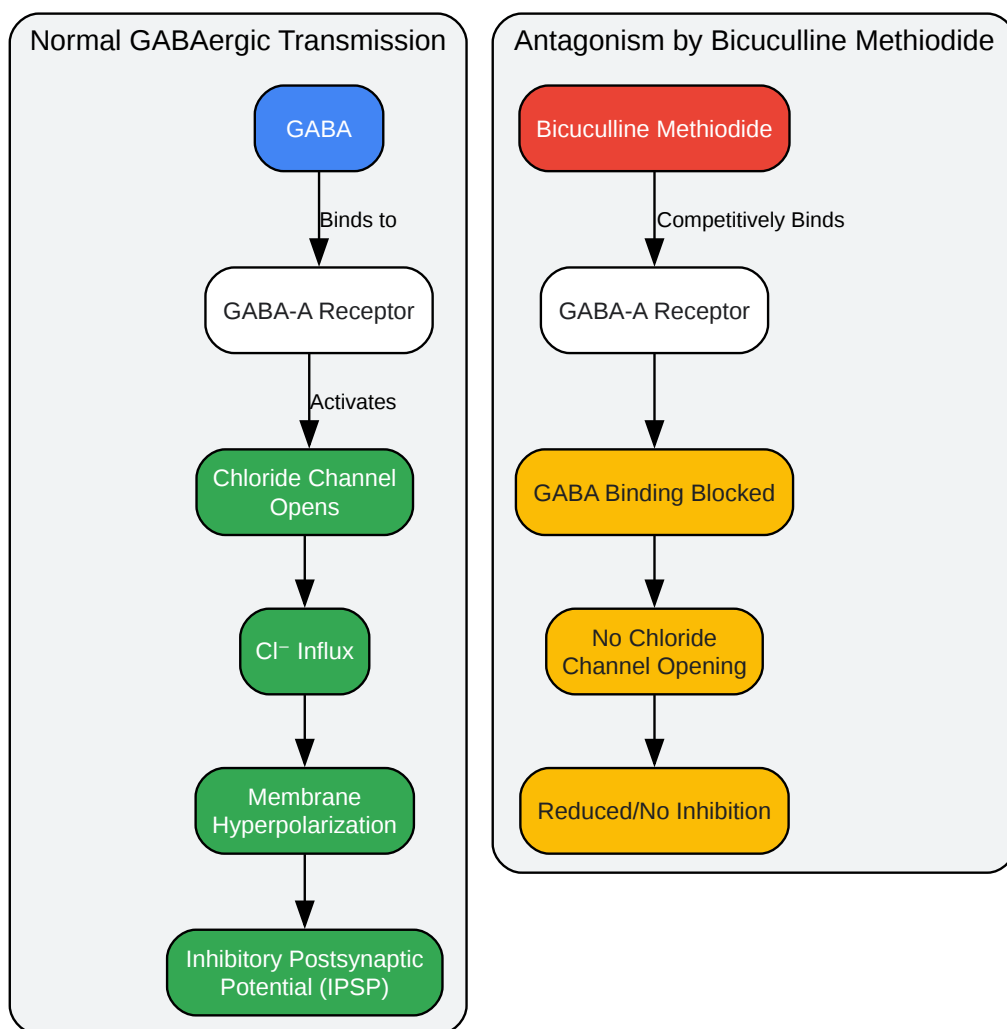 Normal GABAergic Transmission
GABA
Binds to
GABA-A Receptor
Activates
Chloride Channel
Opens
Cl⁻ Influx
Membrane
Hyperpolarization
Inhibitory Postsynaptic
Potential (IPSP)
Antagonism by Bicuculline Methiodide
Bicuculline Methiodide
Competitively Binds
GABA-A Receptor
GABA Binding Blocked
No Chloride
Channel Opening
Reduced/No Inhibition